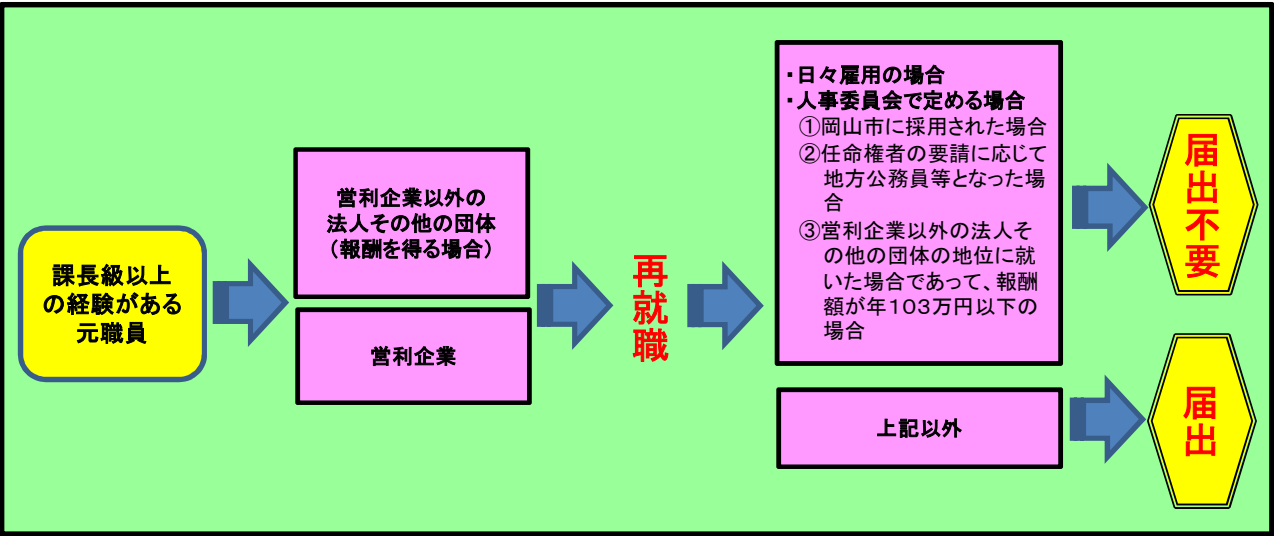 課長級以上
の経験がある
元職員
営利企業以外の
法人その他の団体
（報酬を得る場合）
営利企業
再就職
・日々雇用の場合
・人事委員会で定める場合
①岡山市に採用された場合
②任命権者の要請に応じて
地方公務員等となった場
合
③営利企業以外の法人そ
の他の団体の地位に就
いた場合であって、報酬
額が年１０３万円以下の
場合
上記以外
届出不要
届出